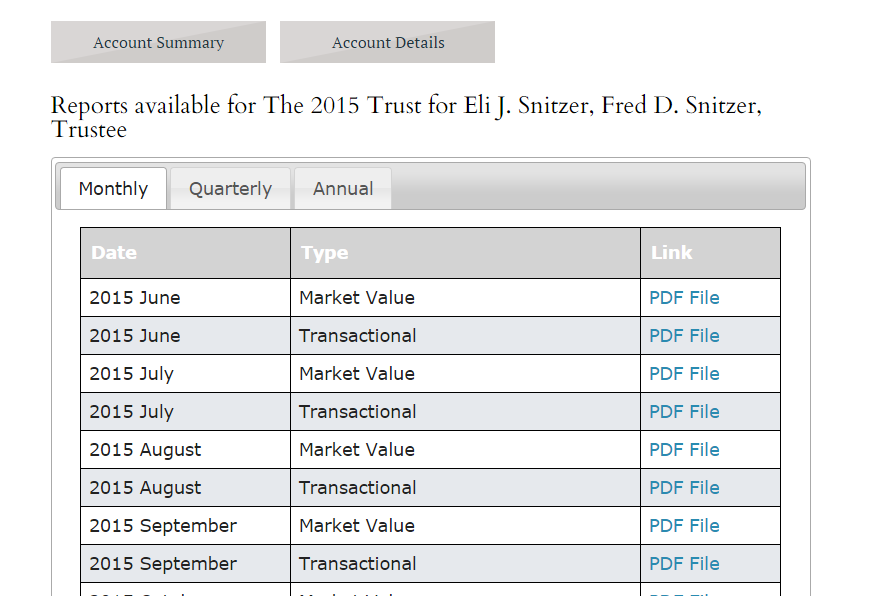 Account Summary Account Details
Reports available for The 2015 Trust for Eli J. Snitzer, Fred D. Snitzer,
Trustee
Monthly Quarterly Annual
Date Type Link
2015 June Market Value PDF File
2015 June Transactional PDF File
2015 July Market Value PDF File
2015 July Transactional PDF File
2015 August Market Value PDF File
2015 August Transactional PDF File
2015 September Market Value PDF File
2015 September Transactional PDF File